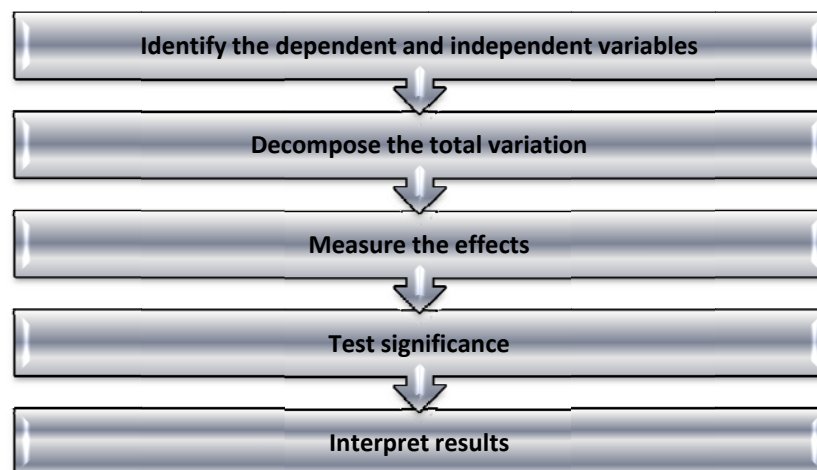 Identify the dependent and independent variables
Decompose the total variation
Measure the effects
Test significance
Interpret results